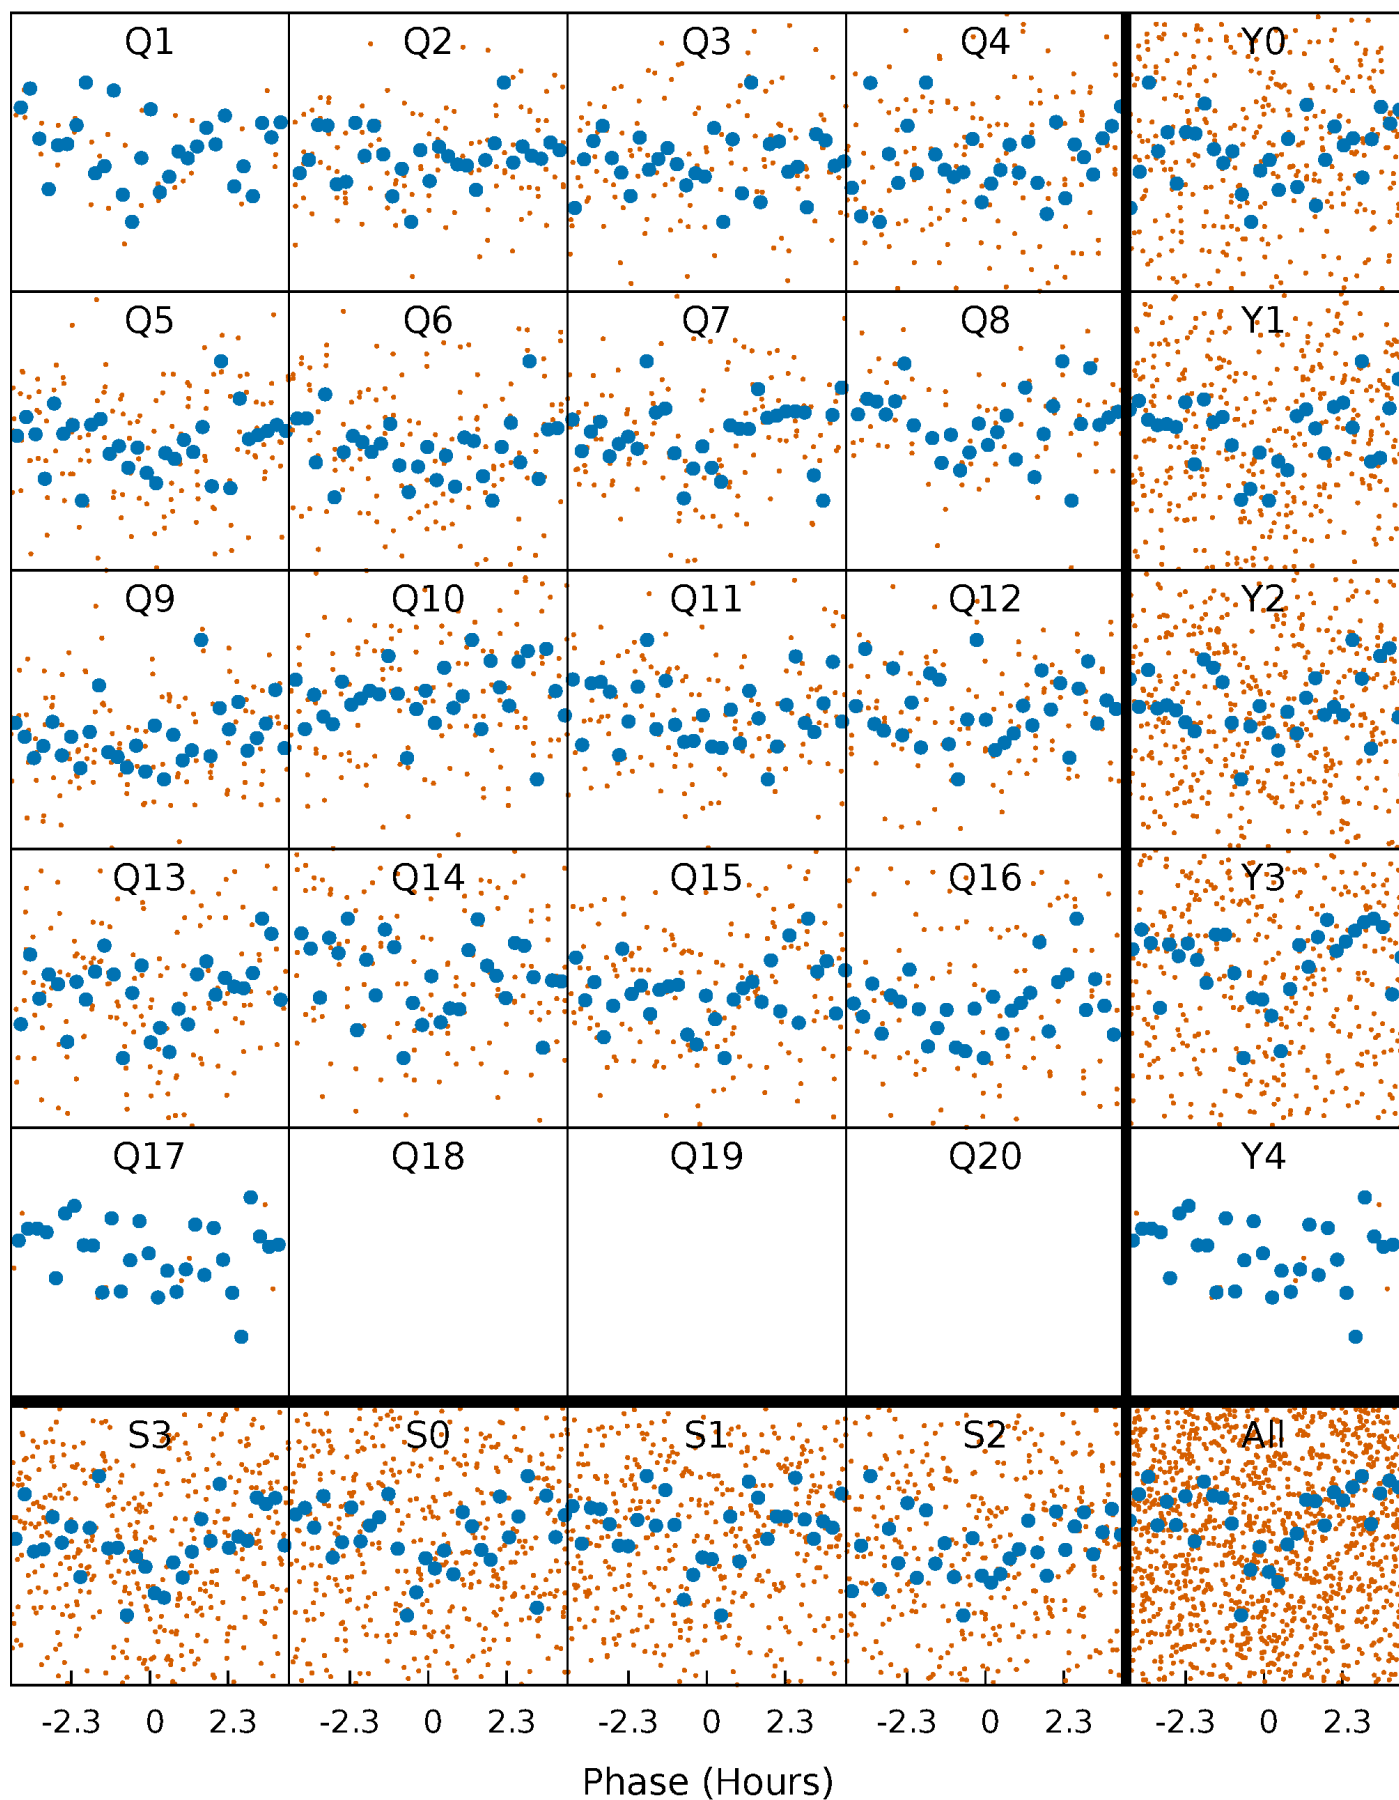 Q1 Q2 Q3 Q4 Y0
Q5 Q6 Q7 Q8 Y1
Q9 Q10 Q11 Q12 Y2
Q13 Q14 Q15 Q16 Y3
Q17 Q18 Q19 Q20 Y4
S3 S0 S1 S2 All
-2.3 0 2.3 -2.3 0 2.3 -2.3 0 2.3 -2.3 0 2.3 -2.3 0 2.3
Phase (Hours)